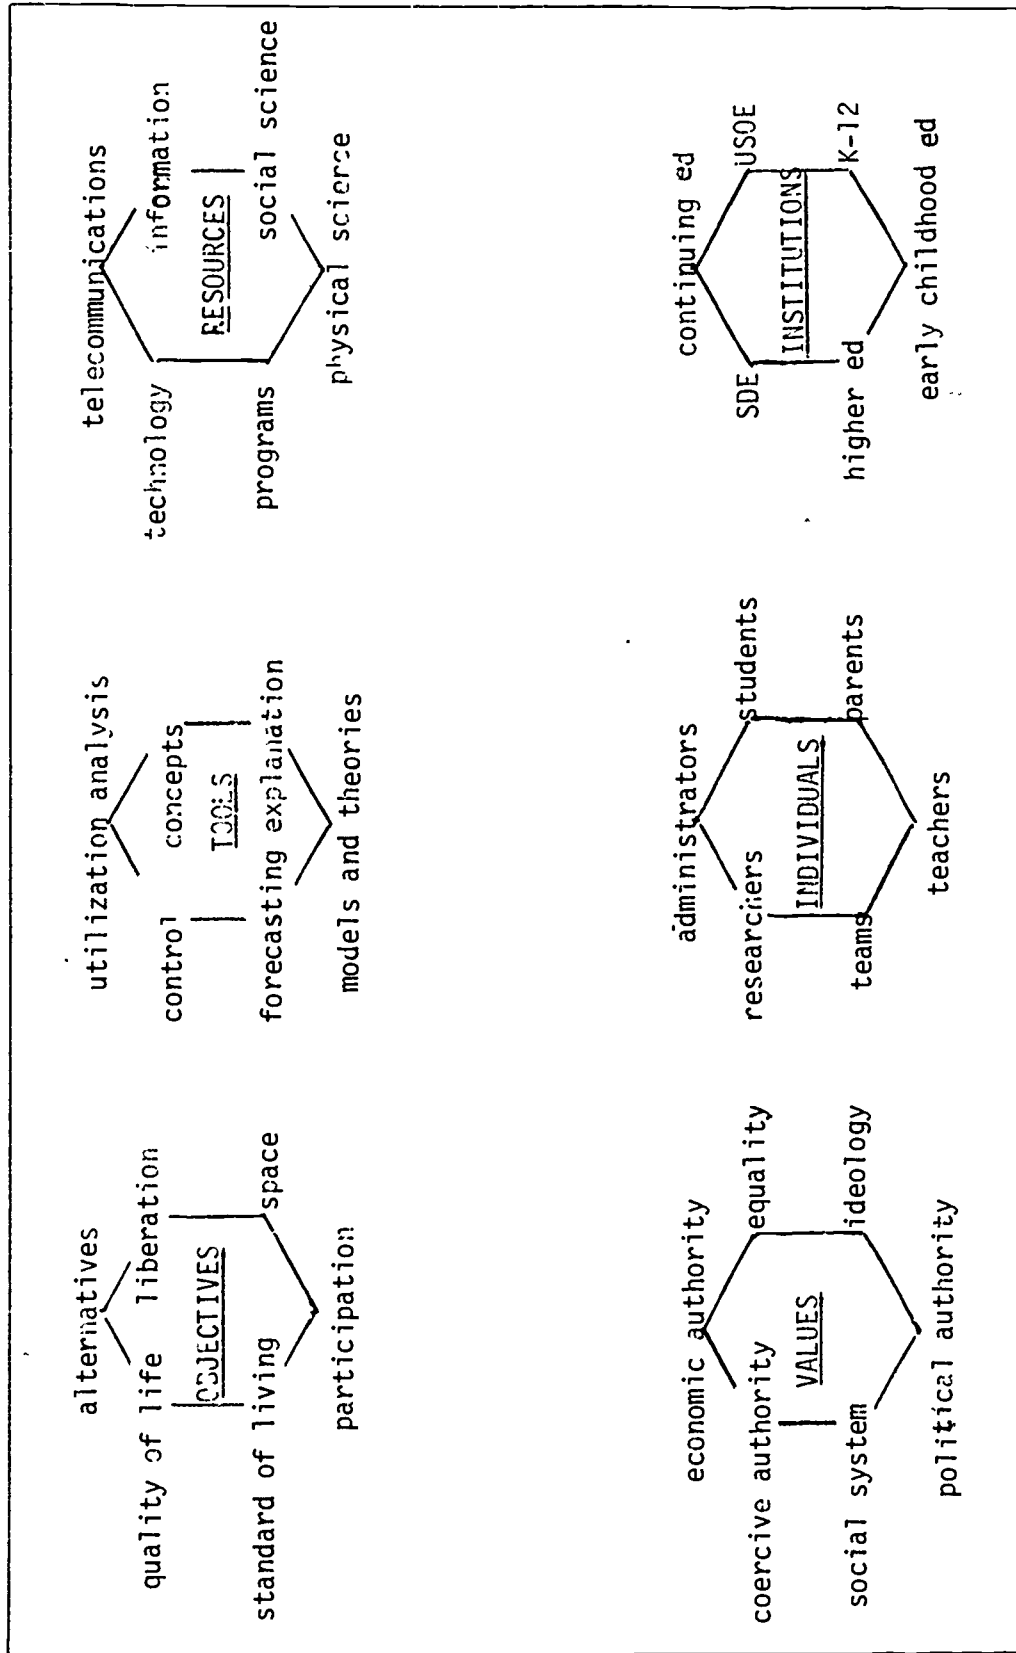 alternatives
quality of life liberation
OBJECTIVES
standard of living space
participation
utilization analysis
control concepts
TOOLS
forecasting explanation
models and theories
telecommunications
technology information
RESOURCES
programs social science
physical science
economic authority
coercive authority equality
VALUES
social system ideology
political authority
administrators
researchers students
INDIVIDUALS
teams parents
teachers
continuing ed
SDE USOE
INSTITUTIONS
higher ed K-12
early childhood ed